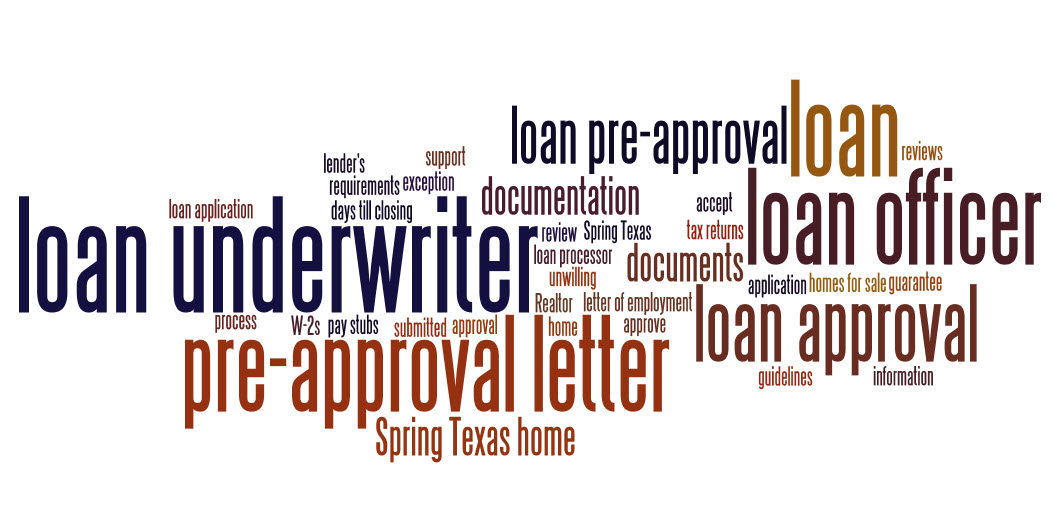 loan pre-approval
loan
reviews
lender's
support
requirements
exception
documentation
loan officer
accept
loan application
days till closing
loan underwriter
review
Spring Texas
tax returns
loan processor
documents
unwilling
application
homes for sale
guarantee
Realtor
letter of employment
loan approval
process
W-2s
pay stubs
submitted
approval
home
approve
pre-approval letter
guidelines
information
Spring Texas home